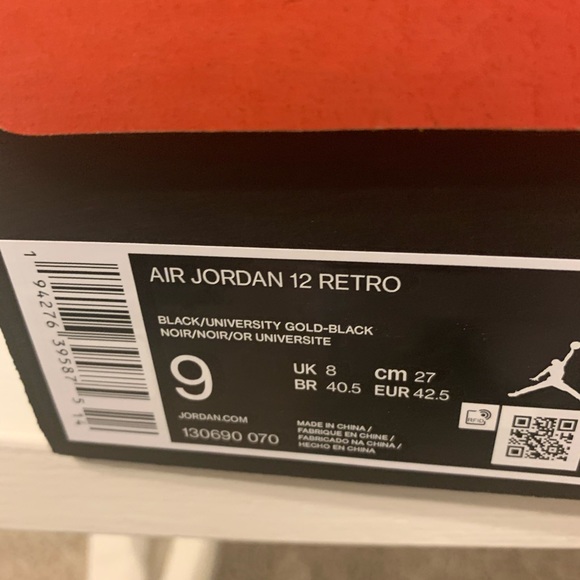 AIR JORDAN 12 RETRO
BLACK/UNIVERSITY GOLD-BLACK
NOIR/NOIR/OR UNIVERSITE
9
UK 8 cm 27
BR 40.5 EUR 42.5
JORDAN.COM
130690 070
MADE IN CHINA/
FABRIQUE EN CHINE/
FABRICADO NA CHINA/
HECHO EN CHINA
RFID
1 94276 39587 5 14